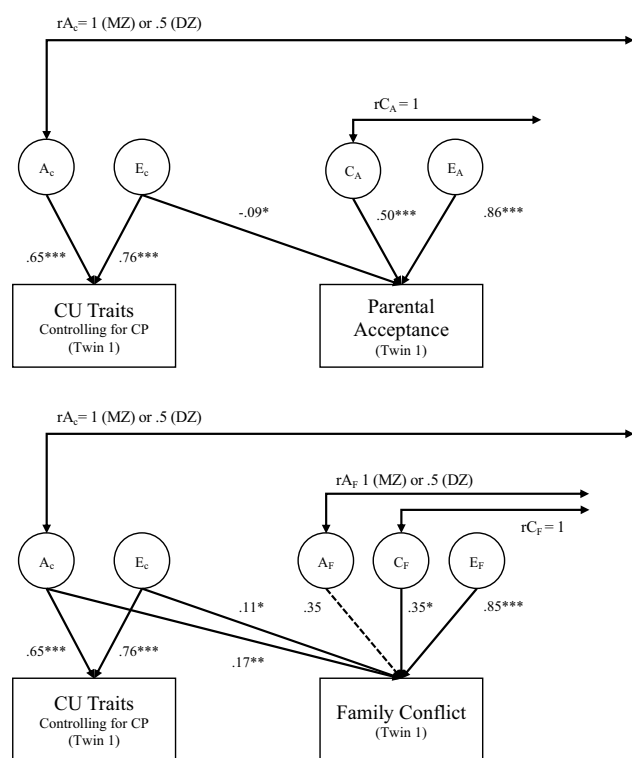 rAc= 1 (MZ) or .5 (DZ)
rCA = 1
Ac
Ec
CA
EA
-.09*
.50***
.86***
.65***
.76***
CU Traits
Controlling for CP
(Twin 1)
Parental
Acceptance
(Twin 1)
rAc= 1 (MZ) or .5 (DZ)
rAF 1 (MZ) or .5 (DZ)
rCF = 1
Ac
Ec
AF
CF
EF
.11*
.35
.35*
.85***
.65***
.76***
.17**
CU Traits
Controlling for CP
(Twin 1)
Family Conflict
(Twin 1)